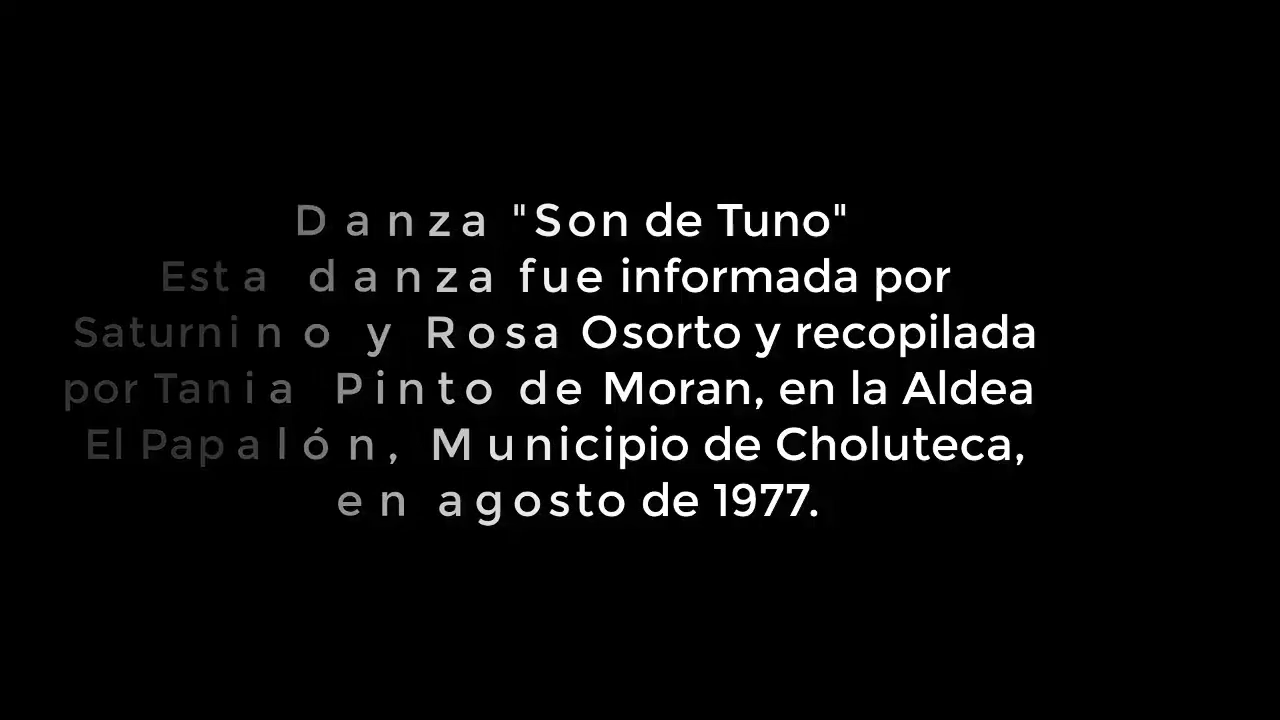 Danza "Son de Tuno"
Esta danza fue informada por
Saturnino y Rosa Osorto y recopilada
por Tania Pinto de Moran, en la Aldea
El Papalón, Municipio de Choluteca,
en agosto de 1977.